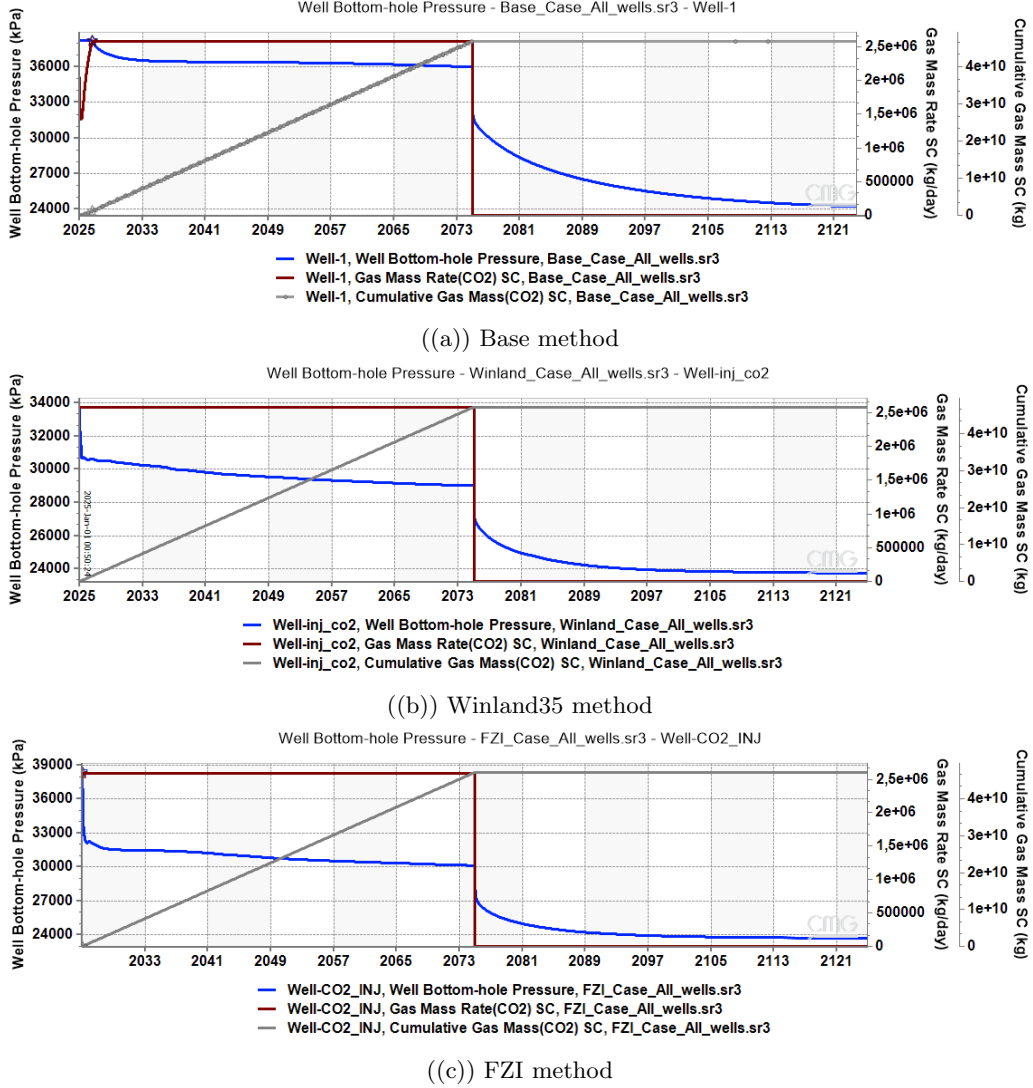 Well Bottom-hole Pressure - Base_Case_All_wells.sr3 - Well-1
Well Bottom-hole Pressure (kPa)
36000
33000
30000
27000
24000
2025 2033 2041 2049 2057 2065 2073 2081 2089 2097 2105 2113 2121
2,5e+06
2e+06
1,5e+06
1e+06
500000
0
Gas Mass Rate SC (kg/day)
4e+10
3e+10
2e+10
1e+10
0
Cumulative Gas Mass SC (kg)
CMG
Well-1, Well Bottom-hole Pressure, Base_Case_All_wells.sr3
Well-1, Gas Mass Rate(CO2) SC, Base_Case_All_wells.sr3
Well-1, Cumulative Gas Mass(CO2) SC, Base_Case_All_wells.sr3
((a)) Base method
Well Bottom-hole Pressure - Winland_Case_All_wells.sr3 - Well-inj_co2
Well Bottom-hole Pressure (kPa)
34000
32000
30000
28000
26000
24000
2025-Jan-01 00:50:24
2025 2033 2041 2049 2057 2065 2073 2081 2089 2097 2105 2113 2121
2,5e+06
2e+06
1,5e+06
1e+06
500000
0
Gas Mass Rate SC (kg/day)
4e+10
3e+10
2e+10
1e+10
0
Cumulative Gas Mass SC (kg)
CMG
Well-inj_co2, Well Bottom-hole Pressure, Winland_Case_All_wells.sr3
Well-inj_co2, Gas Mass Rate(CO2) SC, Winland_Case_All_wells.sr3
Well-inj_co2, Cumulative Gas Mass(CO2) SC, Winland_Case_All_wells.sr3
((b)) Winland35 method
Well Bottom-hole Pressure - FZI_Case_All_wells.sr3 - Well-CO2_INJ
Well Bottom-hole Pressure (kPa)
39000
36000
33000
30000
27000
24000
2033 2041 2049 2057 2065 2073 2081 2089 2097 2105 2113 2121
2,5e+06
2e+06
1,5e+06
1e+06
500000
0
Gas Mass Rate SC (kg/day)
4e+10
3e+10
2e+10
1e+10
0
Cumulative Gas Mass SC (kg)
CMG
Well-CO2_INJ, Well Bottom-hole Pressure, FZI_Case_All_wells.sr3
Well-CO2_INJ, Gas Mass Rate(CO2) SC, FZI_Case_All_wells.sr3
Well-CO2_INJ, Cumulative Gas Mass(CO2) SC, FZI_Case_All_wells.sr3
((c)) FZI method